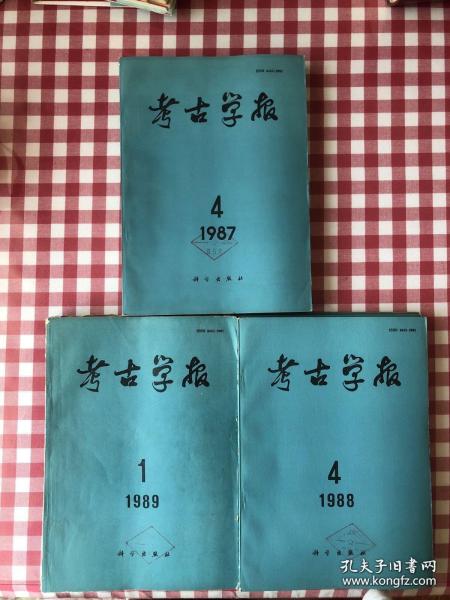 考古学报
4
1987
科学出版社
考古学报
1
1989
科学出版社
考古学报
4
1988
科学出版社
孔夫子旧书网
www.kongfz.com